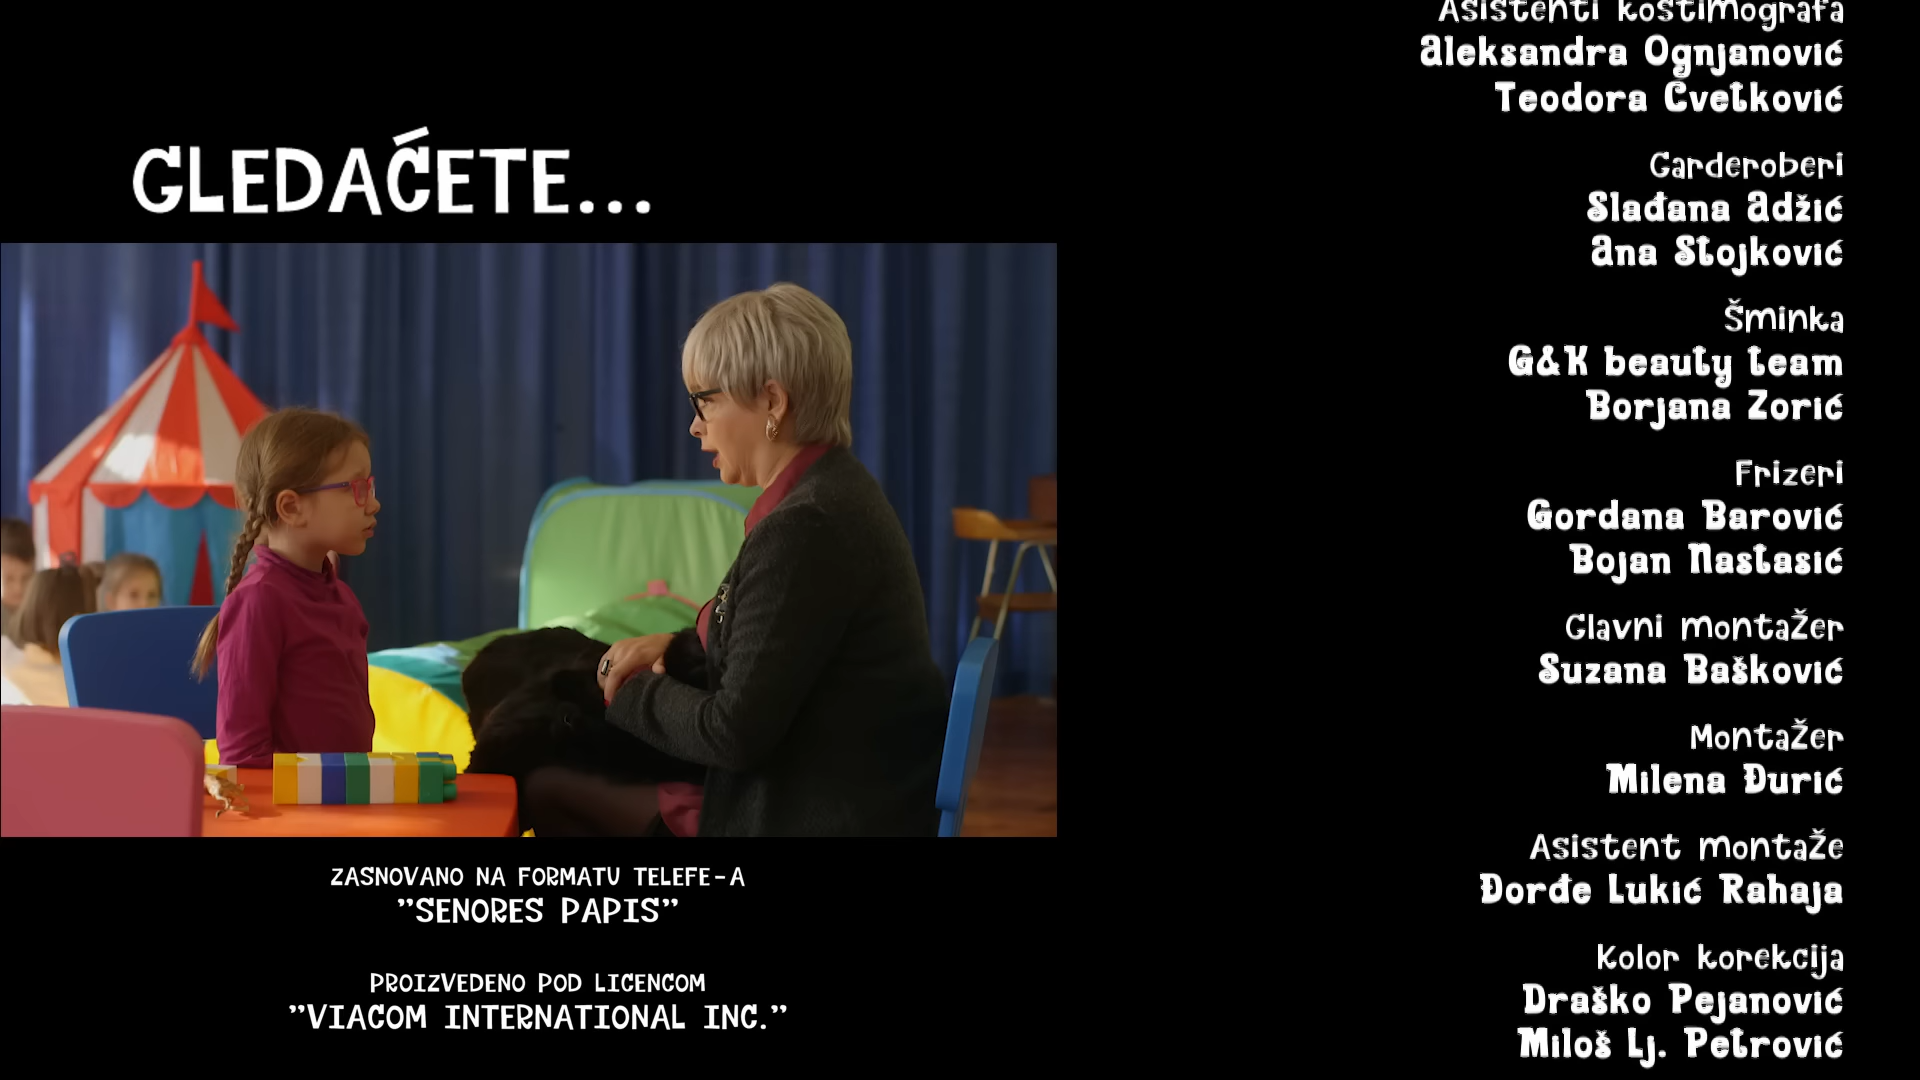 GLEDAĆETE...
ZASNOVANO NA FORMATU TELEFE-A
"SENORES PAPIS"
PROIZVEDENO POD LICENCOM
"VIACOM INTERNATIONAL INC."
Asistenti kostimografa
Aleksandra Ognjanović
Teodora Cvetković
Garderoberi
Slađana Adžić
Ana Stojković
Šminka
G&K beauty team
Borjana Zorić
Frizeri
Gordana Barović
Bojan Nastasić
Glavni montažer
Suzana Bašković
Montažer
Milena Đurić
Asistent montaže
Đorđe Lukić Rahaja
Kolor korekcija
Draško Pejanović
Miloš Lj. Petrović